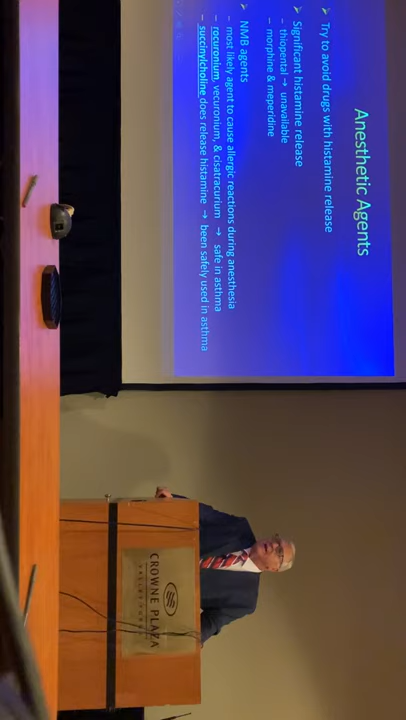 Anesthetic Agents
➢ Try to avoid drugs with histamine release
➢ Significant histamine release
– thiopental → unavailable
– morphine & meperidine
➢ NMB agents
– most likely agent to cause allergic reactions during anesthesia
– rocuronium, vecuronium, & cisatracurium → safe in asthma
– succinylcholine does release histamine → been safely used in asthma
CROWNE PLAZA